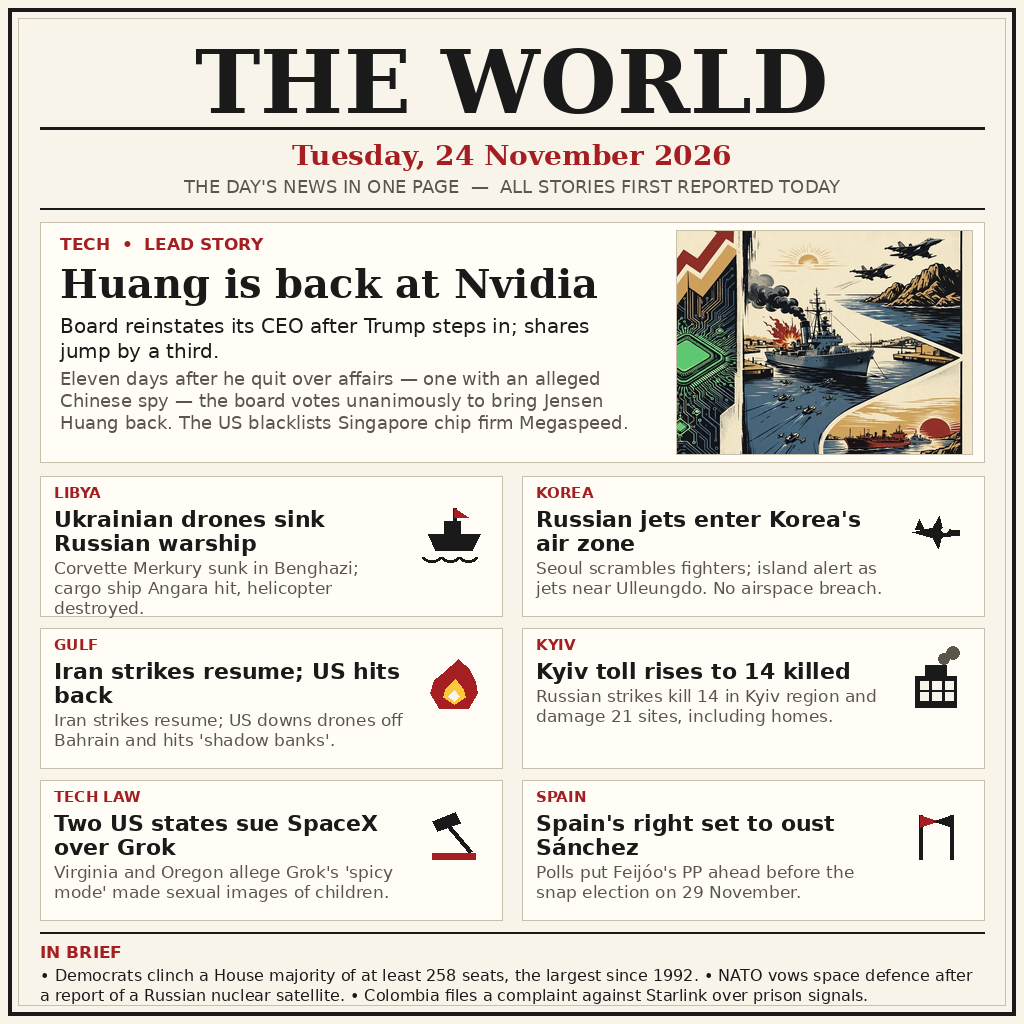 THE WORLD
Tuesday, 24 November 2026
THE DAY'S NEWS IN ONE PAGE — ALL STORIES FIRST REPORTED TODAY
TECH • LEAD STORY
Huang is back at Nvidia
Board reinstates its CEO after Trump steps in; shares
jump by a third.
Eleven days after he quit over affairs — one with an alleged
Chinese spy — the board votes unanimously to bring Jensen
Huang back. The US blacklists Singapore chip firm Megaspeed.
LIBYA
Ukrainian drones sink
Russian warship
Corvette Merkury sunk in Benghazi;
cargo ship Angara hit, helicopter
destroyed.
KOREA
Russian jets enter Korea's
air zone
Seoul scrambles fighters; island alert as
jets near Ulleungdo. No airspace breach.
GULF
Iran strikes resume; US hits
back
Iran strikes resume; US downs drones off
Bahrain and hits 'shadow banks'.
KYIV
Kyiv toll rises to 14 killed
Russian strikes kill 14 in Kyiv region and
damage 21 sites, including homes.
TECH LAW
Two US states sue SpaceX
over Grok
Virginia and Oregon allege Grok's 'spicy
mode' made sexual images of children.
SPAIN
Spain's right set to oust
Sánchez
Polls put Feijóo's PP ahead before the
snap election on 29 November.
IN BRIEF
• Democrats clinch a House majority of at least 258 seats, the largest since 1992. • NATO vows space defence after
a report of a Russian nuclear satellite. • Colombia files a complaint against Starlink over prison signals.